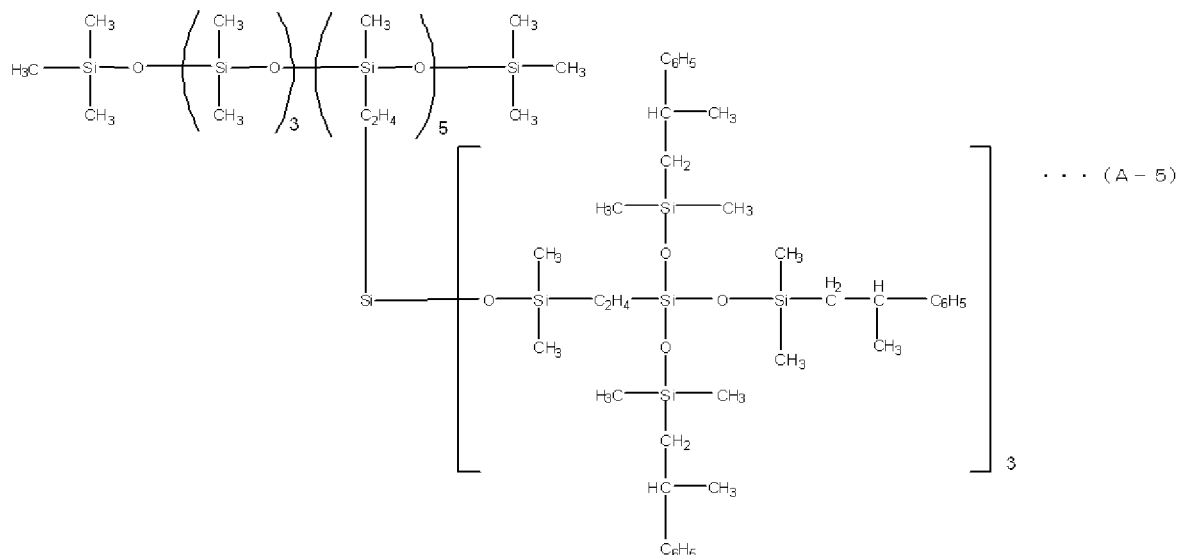 CH₃ CH₃ CH₃ CH₃
H₃C Si O Si O Si O Si CH₃
CH₃ CH₃ C₂H₄ CH₃
3 5
C₆H₅
HC CH₃
CH₂
· · · (A－5)
H₃C Si CH₃
CH₃ O CH₃
Si O Si C₂H₄ Si O Si H₂C HC C₆H₅
CH₃ O CH₃ CH₃
H₃C Si CH₃
CH₂
3
HC CH₃
C₆H₅